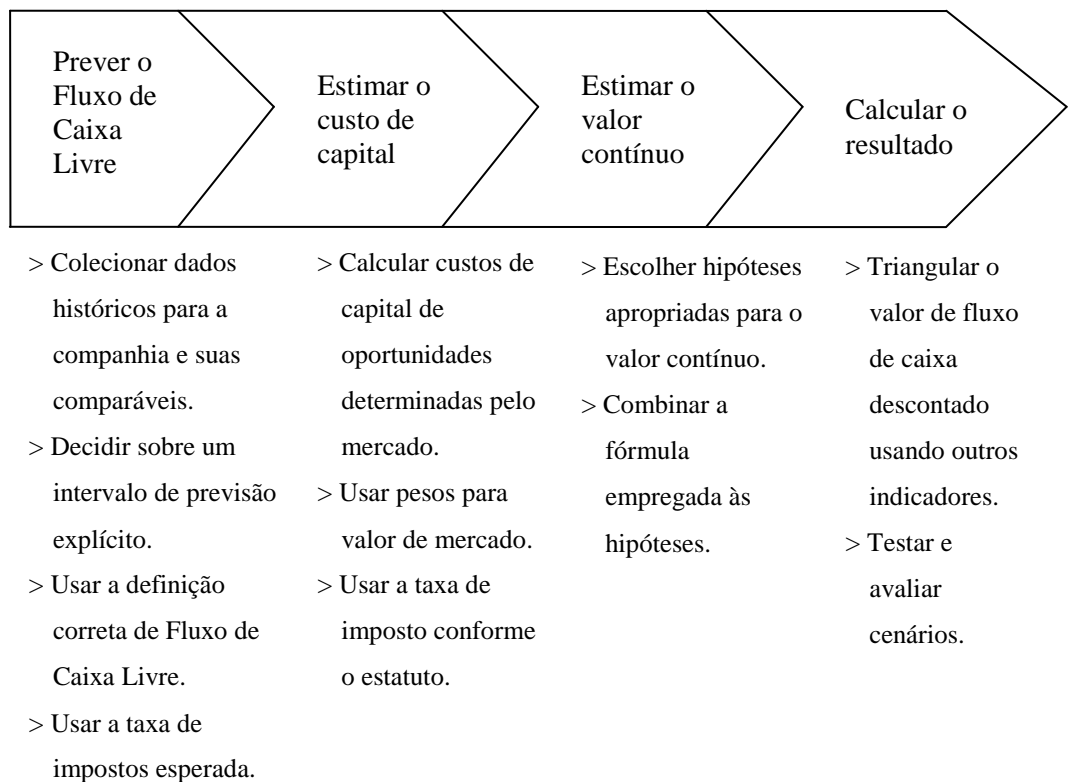 Prever o
Fluxo de
Caixa
Livre
Estimar o
custo de
capital
Estimar o
valor
contínuo
Calcular o
resultado
> Colecionar dados
históricos para a
companhia e suas
comparáveis.
> Decidir sobre um
intervalo de previsão
explícito.
> Usar a definição
correta de Fluxo de
Caixa Livre.
> Usar a taxa de
impostos esperada.
> Calcular custos de
capital de
oportunidades
determinadas pelo
mercado.
> Usar pesos para
valor de mercado.
> Usar a taxa de
imposto conforme
o estatuto.
> Escolher hipóteses
apropriadas para o
valor contínuo.
> Combinar a
fórmula
empregada às
hipóteses.
> Triangular o
valor de fluxo
de caixa
descontado
usando outros
indicadores.
> Testar e
avaliar
cenários.